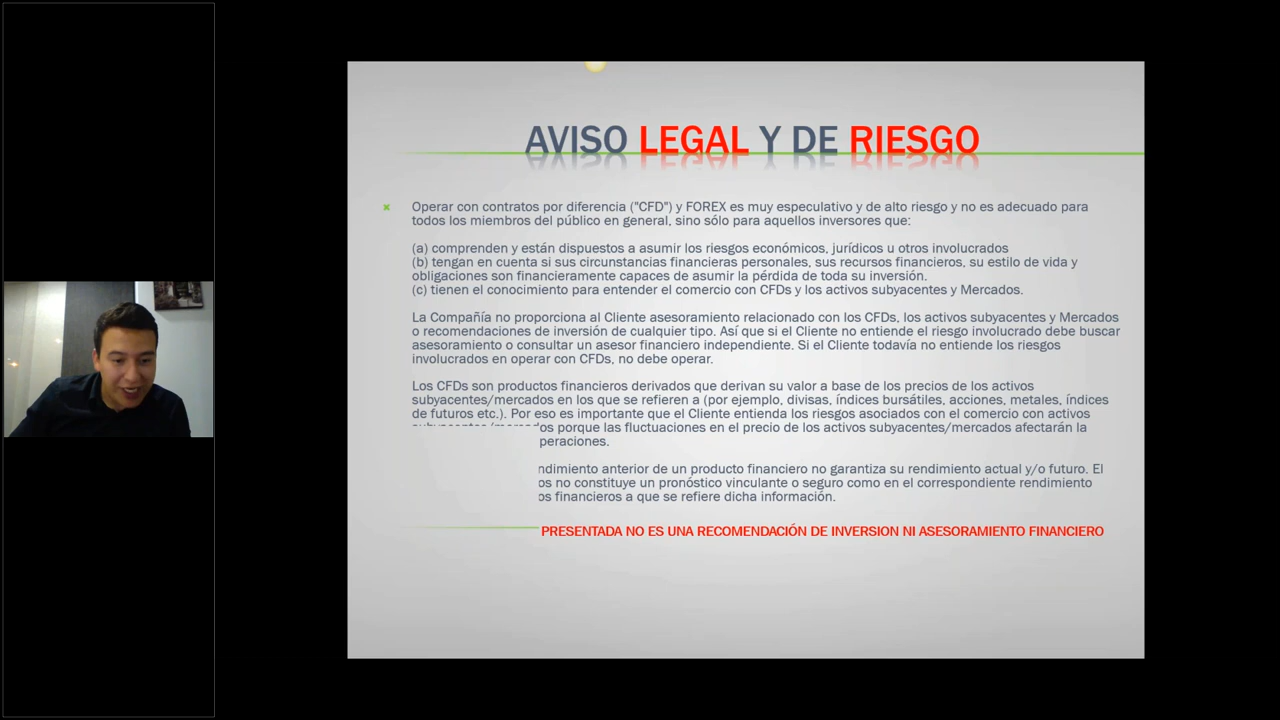 AVISO LEGAL Y DE RIESGO
Operar con contratos por diferencia ("CFD") y FOREX es muy especulativo y de alto riesgo y no es adecuado para
todos los miembros del público en general, sino sólo para aquellos inversores que:
(a) comprenden y están dispuestos a asumir los riesgos económicos, jurídicos u otros involucrados
(b) tengan en cuenta si sus circunstancias financieras personales, sus recursos financieros, su estilo de vida y
obligaciones son financieramente capaces de asumir la pérdida de toda su inversión.
(c) tienen el conocimiento para entender el comercio con CFDs y los activos subyacentes y Mercados.
La Compañía no proporciona al Cliente asesoramiento relacionado con los CFDs, los activos subyacentes y Mercados
o recomendaciones de inversión de cualquier tipo. Así que si el Cliente no entiende el riesgo involucrado debe buscar
asesoramiento o consultar un asesor financiero independiente. Si el Cliente todavía no entiende los riesgos
involucrados en operar con CFDs, no debe operar.
Los CFDs son productos financieros derivados que derivan su valor a base de los precios de los activos
subyacentes/mercados en los que se refieren a (por ejemplo, divisas, índices bursátiles, acciones, metales, índices
de futuros etc.). Por eso es importante que el Cliente entienda los riesgos asociados con el comercio con activos
os porque las fluctuaciones en el precio de los activos subyacentes/mercados afectarán la
peraciones.
ndimiento anterior de un producto financiero no garantiza su rendimiento actual y/o futuro. El
os no constituye un pronóstico vinculante o seguro como en el correspondiente rendimiento
os financieros a que se refiere dicha información.
PRESENTADA NO ES UNA RECOMENDACIÓN DE INVERSION NI ASESORAMIENTO FINANCIERO